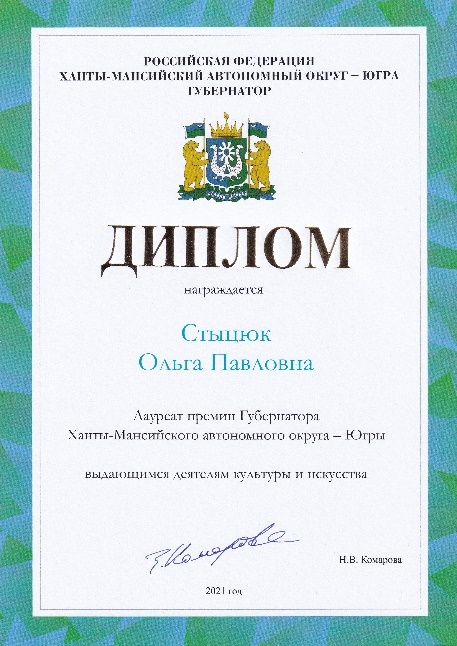 РОССИЙСКАЯ ФЕДЕРАЦИЯ
ХАНТЫ-МАНСИЙСКИЙ АВТОНОМНЫЙ ОКРУГ – ЮГРА
ГУБЕРНАТОР
ДИПЛОМ
награждается
Стыцюк
Ольга Павловна
Лауреат премии Губернатора
Ханты-Мансийского автономного округа – Югры
выдающимся деятелям культуры и искусства
Н.В. Комарова
2021 год